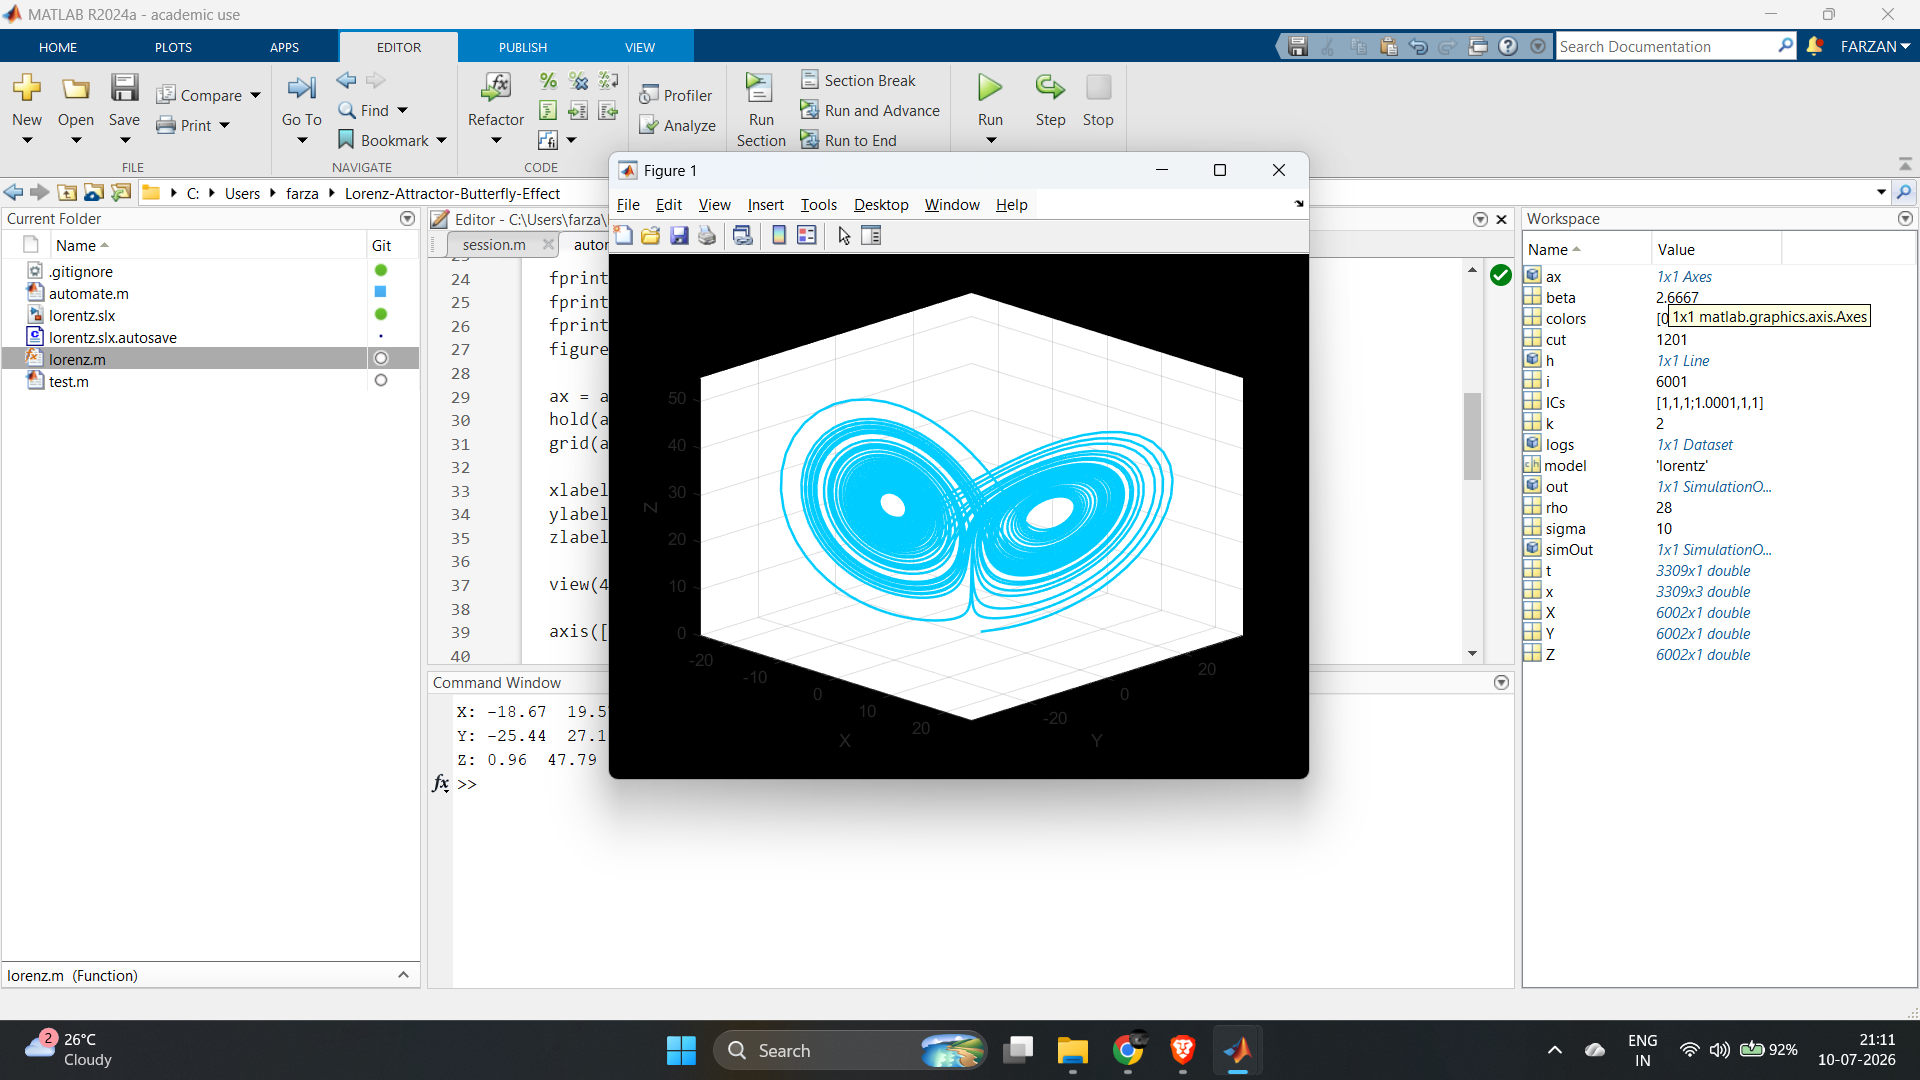 MATLAB R2024a - academic use
HOME PLOTS APPS EDITOR PUBLISH VIEW
Search Documentation
FARZAN
New Open Save Compare Print
FILE
Go To Find Bookmark
NAVIGATE
Refactor
CODE
Profiler
Analyze
Run Section
Section Break
Run and Advance
Run to End
Run Step Stop
C: Users farza Lorenz-Attractor-Butterfly-Effect
Current Folder
Name Git
.gitignore
automate.m
lorentz.slx
lorentz.slx.autosave
lorenz.m
test.m
lorenz.m (Function)
Editor - C:\Users\farza\
session.m
24 fprint
25 fprint
26 fprint
27 figure
28
29 ax = a
30 hold(a
31 grid(a
32
33 xlabel
34 ylabel
35 zlabel
36
37 view(4
38
39 axis([
40
Command Window
X: -18.67 19.5
Y: -25.44 27.1
Z: 0.96 47.79
fx >>
Figure 1
File Edit View Insert Tools Desktop Window Help
50
40
30
20
10
0
Z
-20
-10
0
10
20
X
-20
0
20
Y
Workspace
Name Value
ax 1x1 Axes
beta 2.6667
colors [0
1x1 matlab.graphics.axis.Axes
cut 1201
h 1x1 Line
i 6001
ICs [1,1,1;1.0001,1,1]
k 2
logs 1x1 Dataset
model 'lorentz'
out 1x1 SimulationO...
rho 28
sigma 10
simOut 1x1 SimulationO...
t 3309x1 double
x 3309x3 double
X 6002x1 double
Y 6002x1 double
Z 6002x1 double
2
26°C
Cloudy
Search
ENG
IN
92%
21:11
10-07-2026